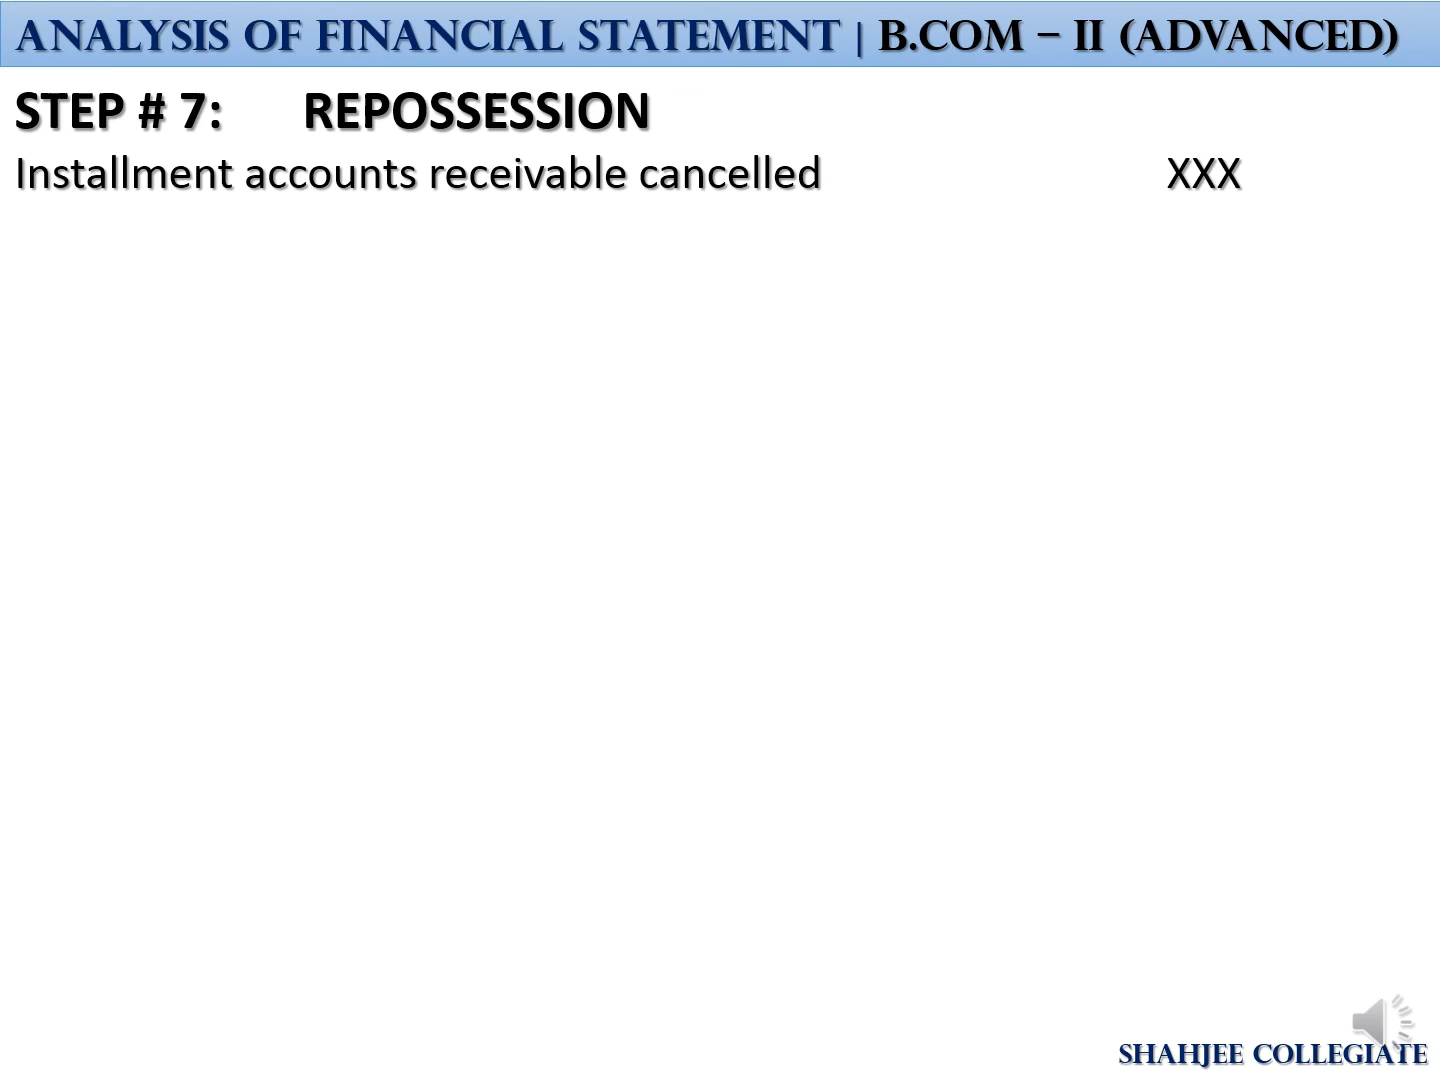 ANALYSIS OF FINANCIAL STATEMENT | B.COM – II (ADVANCED)
STEP # 7: REPOSSESSION
Installment accounts receivable cancelled XXX
SHAHJEE COLLEGIATE